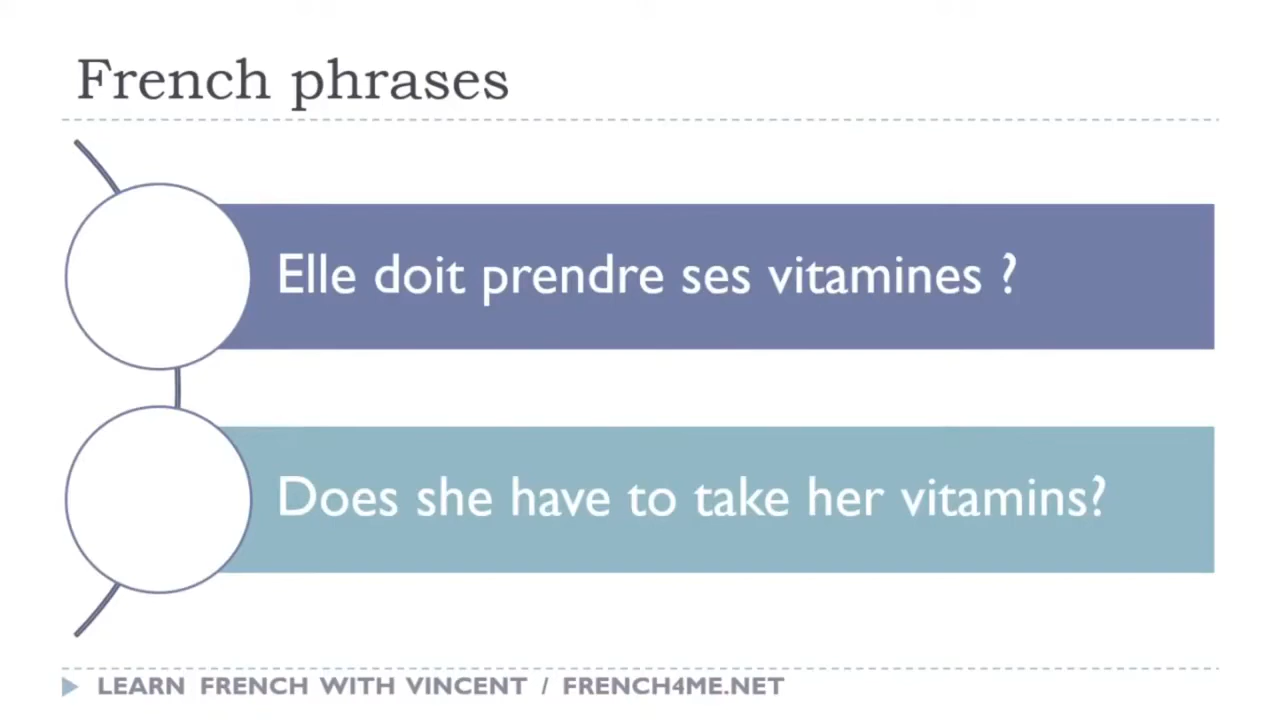 French phrases
Elle doit prendre ses vitamines ?
Does she have to take her vitamins?
LEARN FRENCH WITH VINCENT / FRENCH4ME.NET